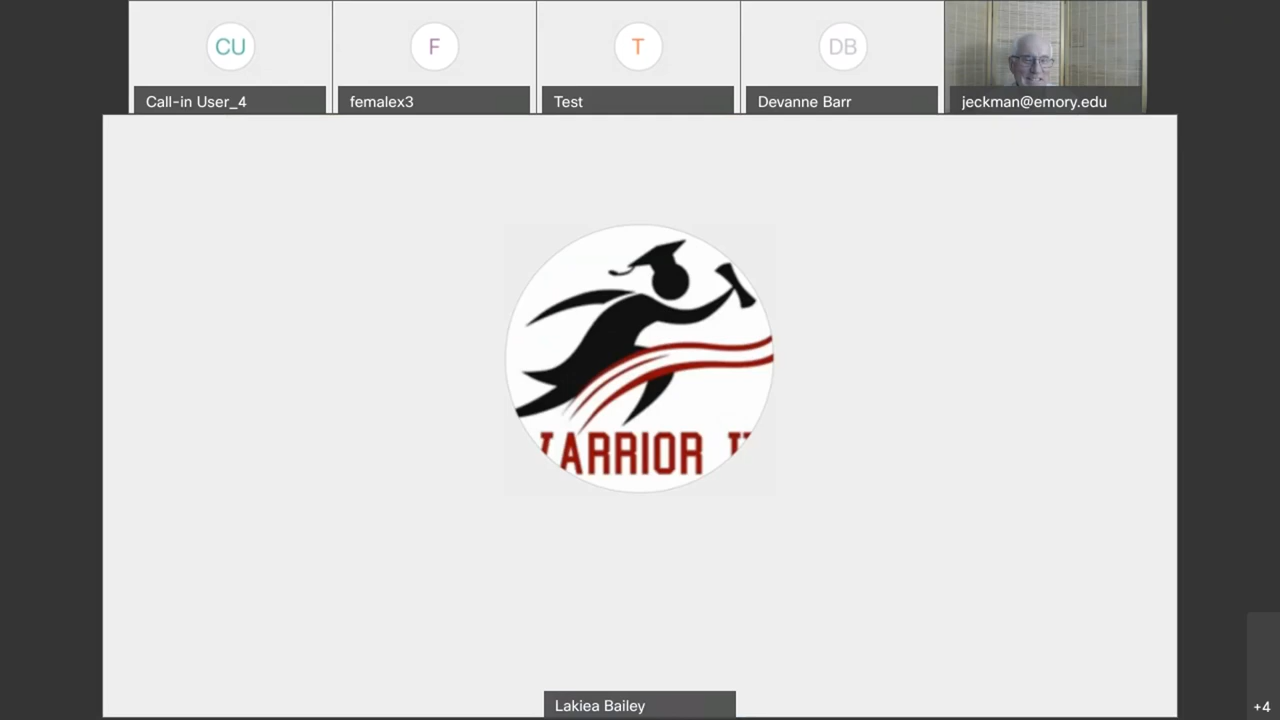 CU
F
T
DB
Call-in User_4
femalex3
Test
Devanne Barr
jeckman@emory.edu
Lakiea Bailey
+4